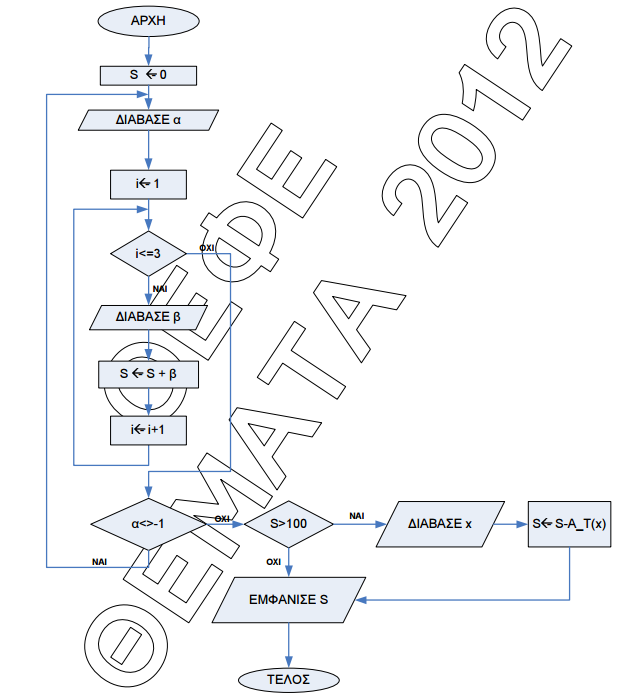 ΑΡΧΗ
S ← 0
ΔΙΑΒΑΣΕ α
i← 1
i<=3
ΟΧΙ
ΝΑΙ
ΔΙΑΒΑΣΕ β
S ← S + β
i← i+1
α<>-1
ΟΧΙ
S>100
ΝΑΙ
ΔΙΑΒΑΣΕ x
S← S-A_T(x)
ΝΑΙ
ΟΧΙ
ΕΜΦΑΝΙΣΕ S
ΤΕΛΟΣ
ΟΕΦΕ
ΘΕΜΑΤΑ 2012